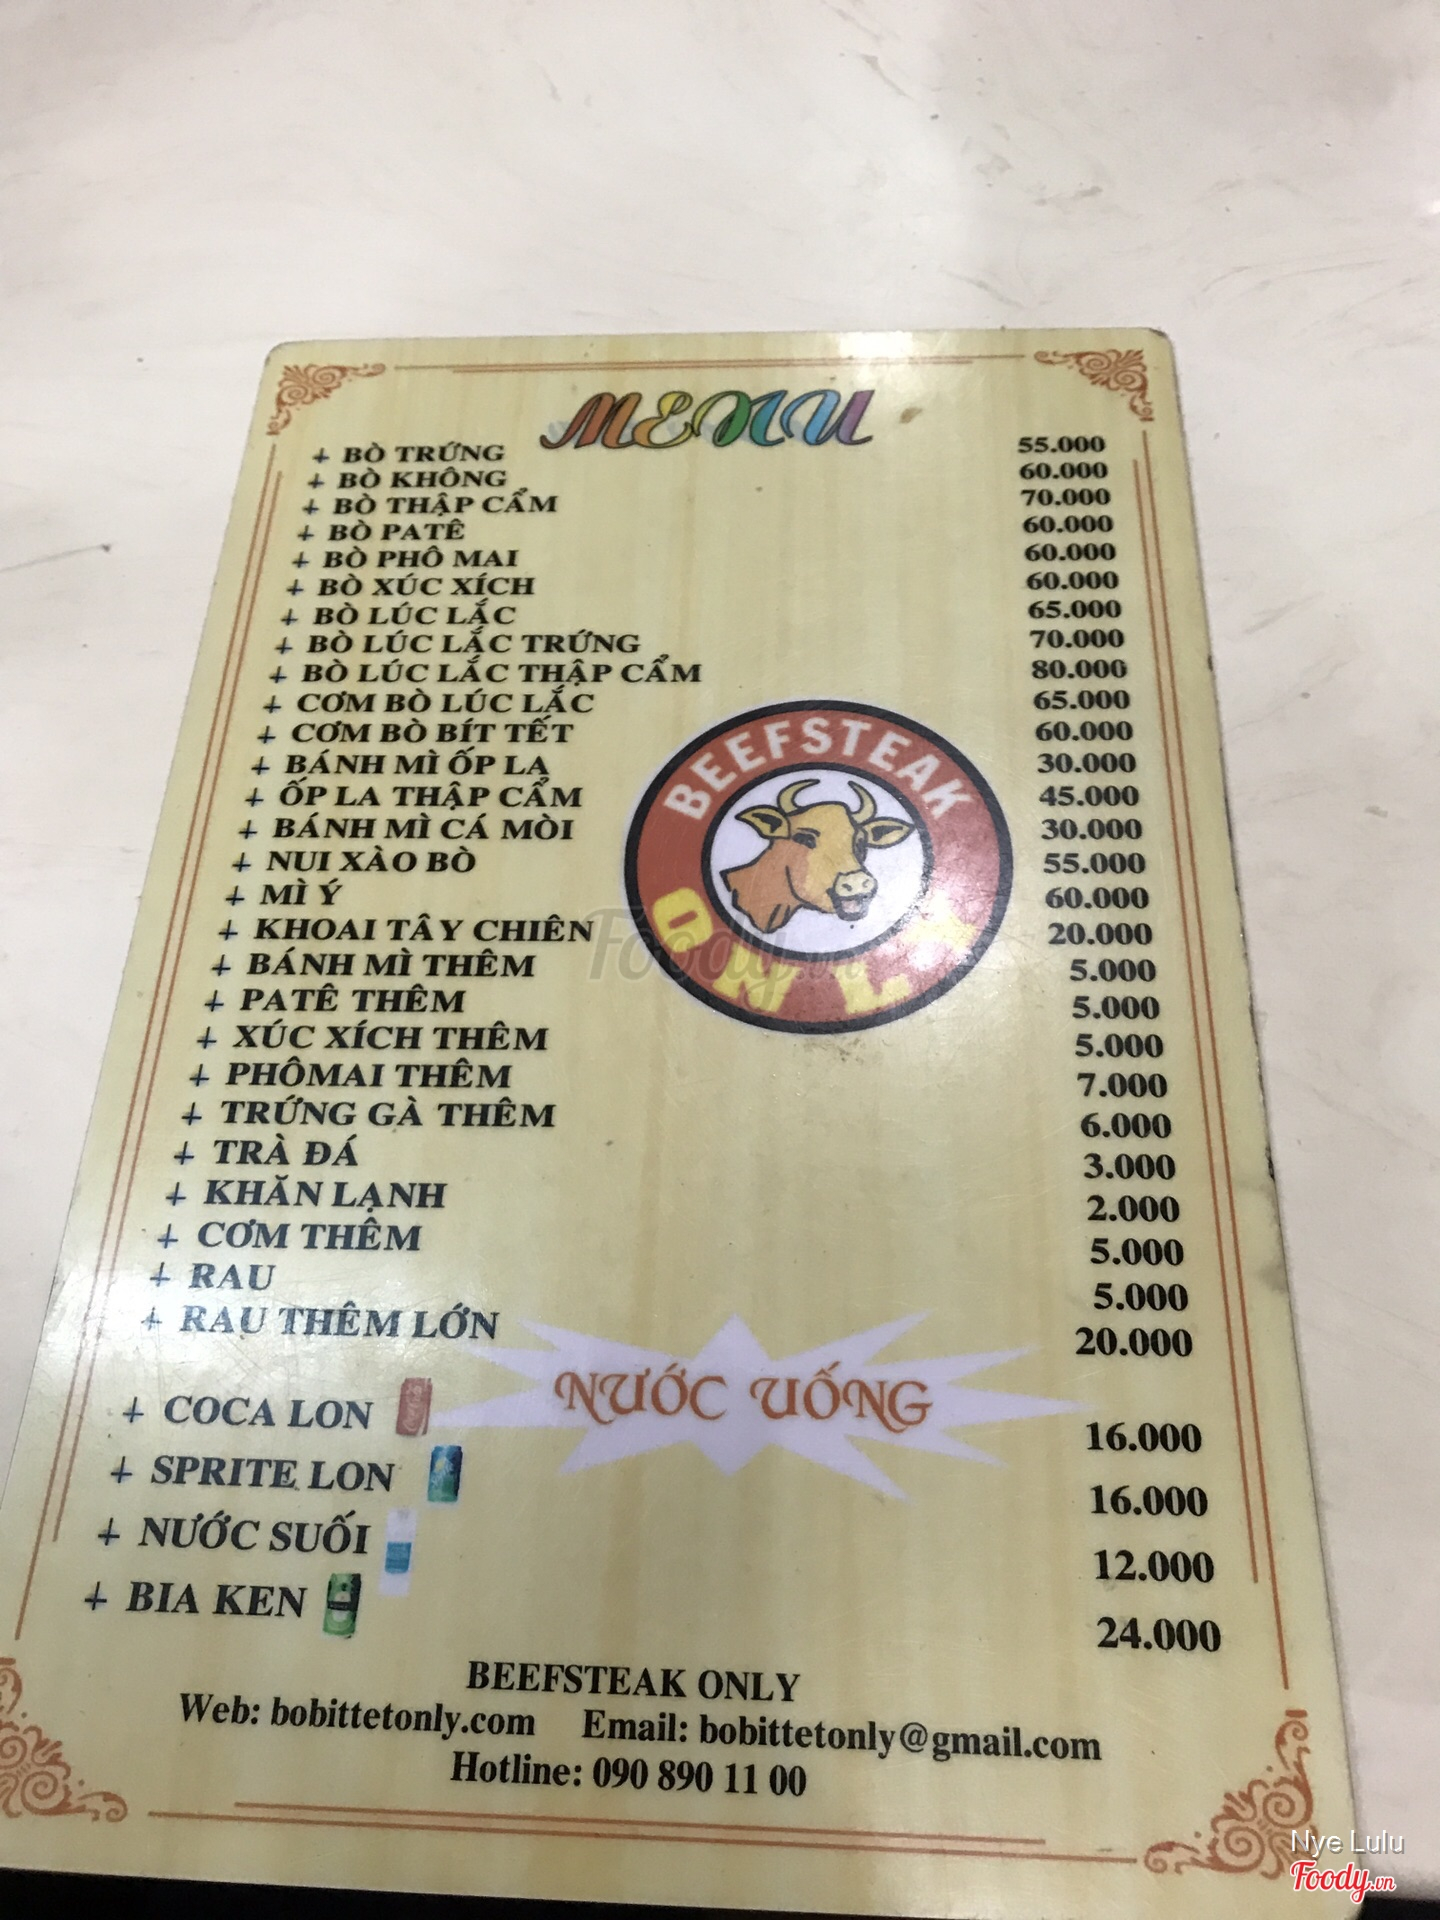 MENU
+ BÒ TRỨNG 55.000
+ BÒ KHÔNG 60.000
+ BÒ THẬP CẨM 70.000
+ BÒ PATÊ 60.000
+ BÒ PHÔ MAI 60.000
+ BÒ XÚC XÍCH 60.000
+ BÒ LÚC LẮC 65.000
+ BÒ LÚC LẮC TRỨNG 70.000
+ BÒ LÚC LẮC THẬP CẨM 80.000
+ CƠM BÒ LÚC LẮC 65.000
+ CƠM BÒ BÍT TẾT 60.000
+ BÁNH MÌ ỐP LA 30.000
+ ỐP LA THẬP CẨM 45.000
+ BÁNH MÌ CÁ MÒI 30.000
+ NUI XÀO BÒ 55.000
+ MÌ Ý 60.000
+ KHOAI TÂY CHIÊN 20.000
+ BÁNH MÌ THÊM 5.000
+ PATÊ THÊM 5.000
+ XÚC XÍCH THÊM 5.000
+ PHÔMAI THÊM 7.000
+ TRỨNG GÀ THÊM 6.000
+ TRÀ ĐÁ 3.000
+ KHĂN LẠNH 2.000
+ CƠM THÊM 5.000
+ RAU 5.000
+ RAU THÊM LỚN 20.000
BEEFSTEAK
ONLY
Foody.vn
NƯỚC UỐNG
+ COCA LON 16.000
+ SPRITE LON 16.000
+ NƯỚC SUỐI 12.000
+ BIA KEN 24.000
BEEFSTEAK ONLY
Web: bobittetonly.com Email: bobittetonly@gmail.com
Hotline: 090 890 11 00
Nye Lulu
Foody.vn